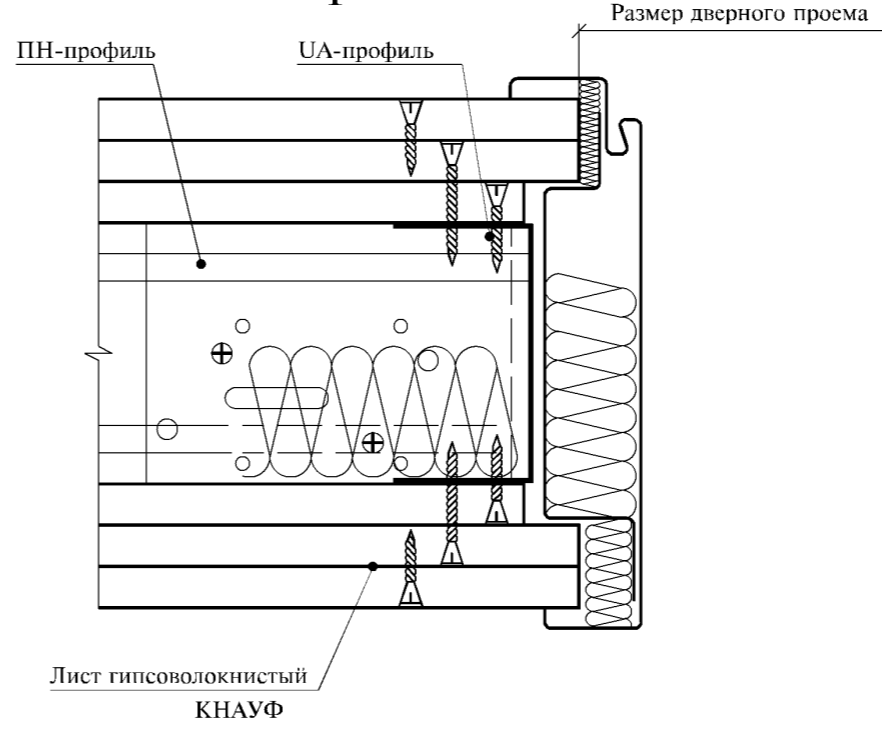 Размер дверного проема
ПН-профиль
UA-профиль
Лист гипсоволокнистый
КНАУФ